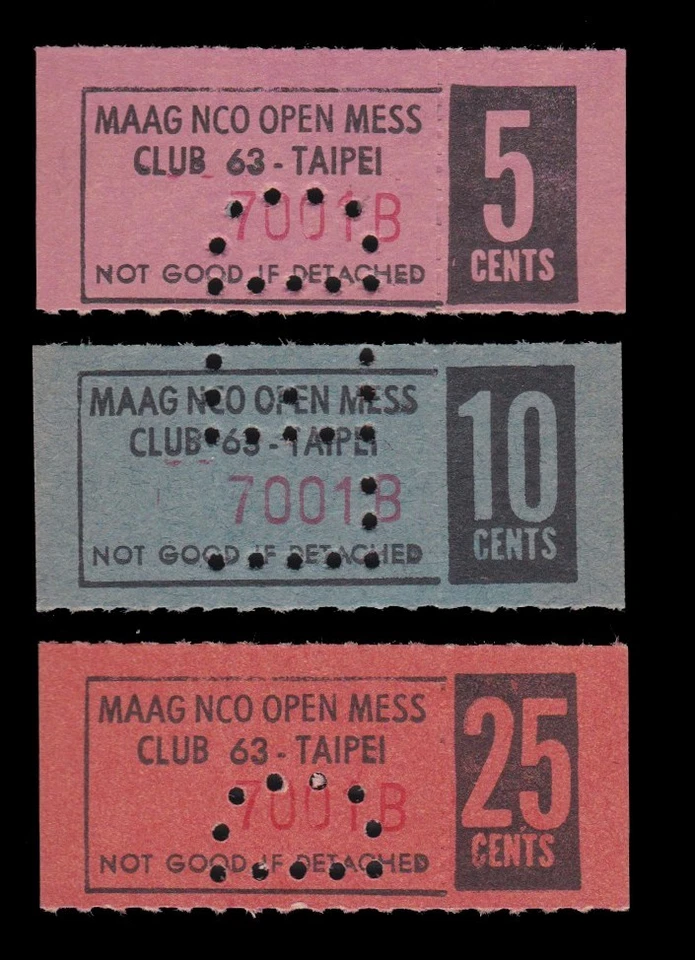 MAAG NCO OPEN MESS
CLUB 63 - TAIPEI
7001B
NOT GOOD IF DETACHED
5
CENTS
MAAG NCO OPEN MESS
CLUB 63 - TAIPEI
7001B
NOT GOOD IF DETACHED
10
CENTS
MAAG NCO OPEN MESS
CLUB 63 - TAIPEI
7001B
NOT GOOD IF DETACHED
25
CENTS